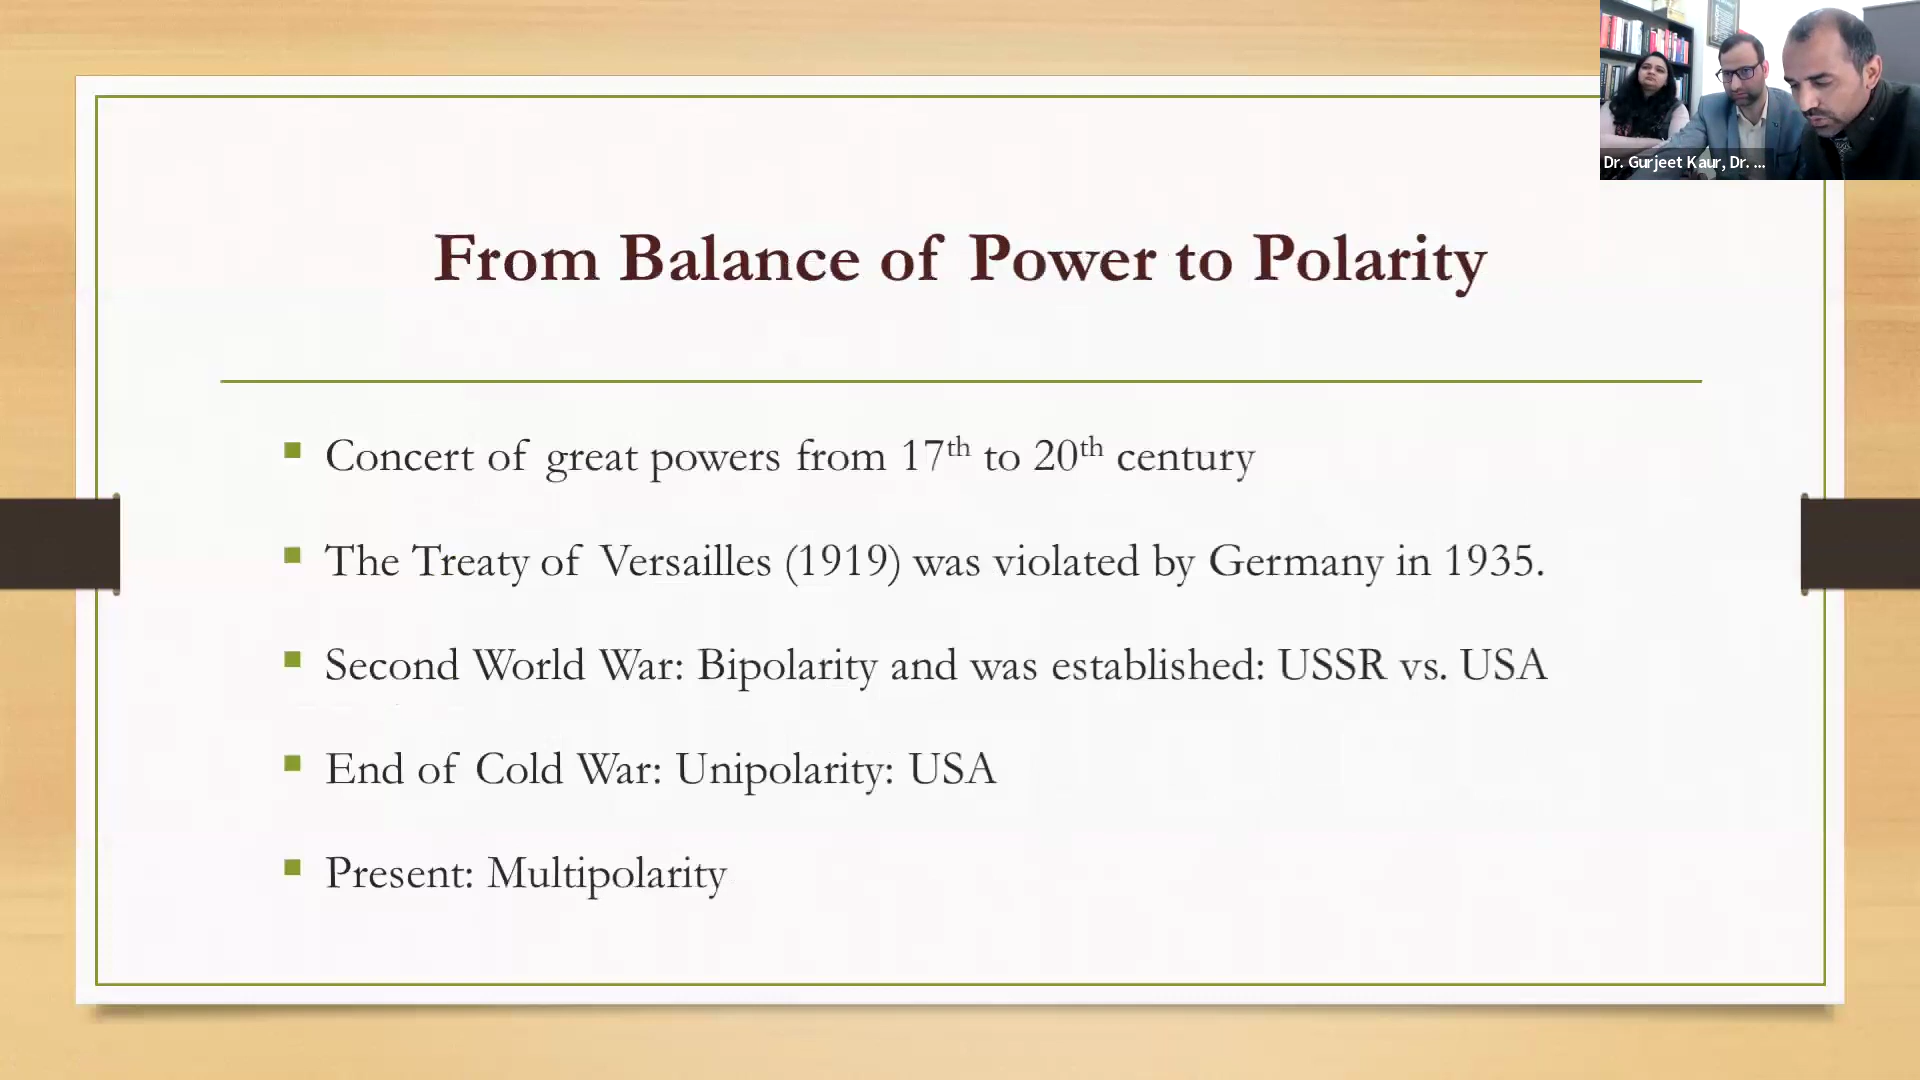 Dr. Gurjeet Kaur, Dr. ...
From Balance of Power to Polarity
Concert of great powers from 17th to 20th century
The Treaty of Versailles (1919) was violated by Germany in 1935.
Second World War: Bipolarity and was established: USSR vs. USA
End of Cold War: Unipolarity: USA
Present: Multipolarity